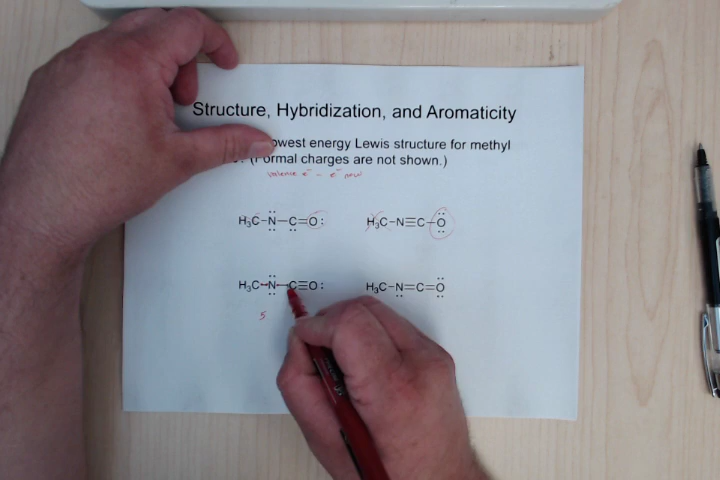 Structure, Hybridization, and Aromaticity
owest energy Lewis structure for methyl
? (Formal charges are not shown.)
valence e⁻ - e⁻ now
H₃C-N-C=O: H₃C-N≡C-O
H₃C-N-C≡O: H₃C-N=C=O
5